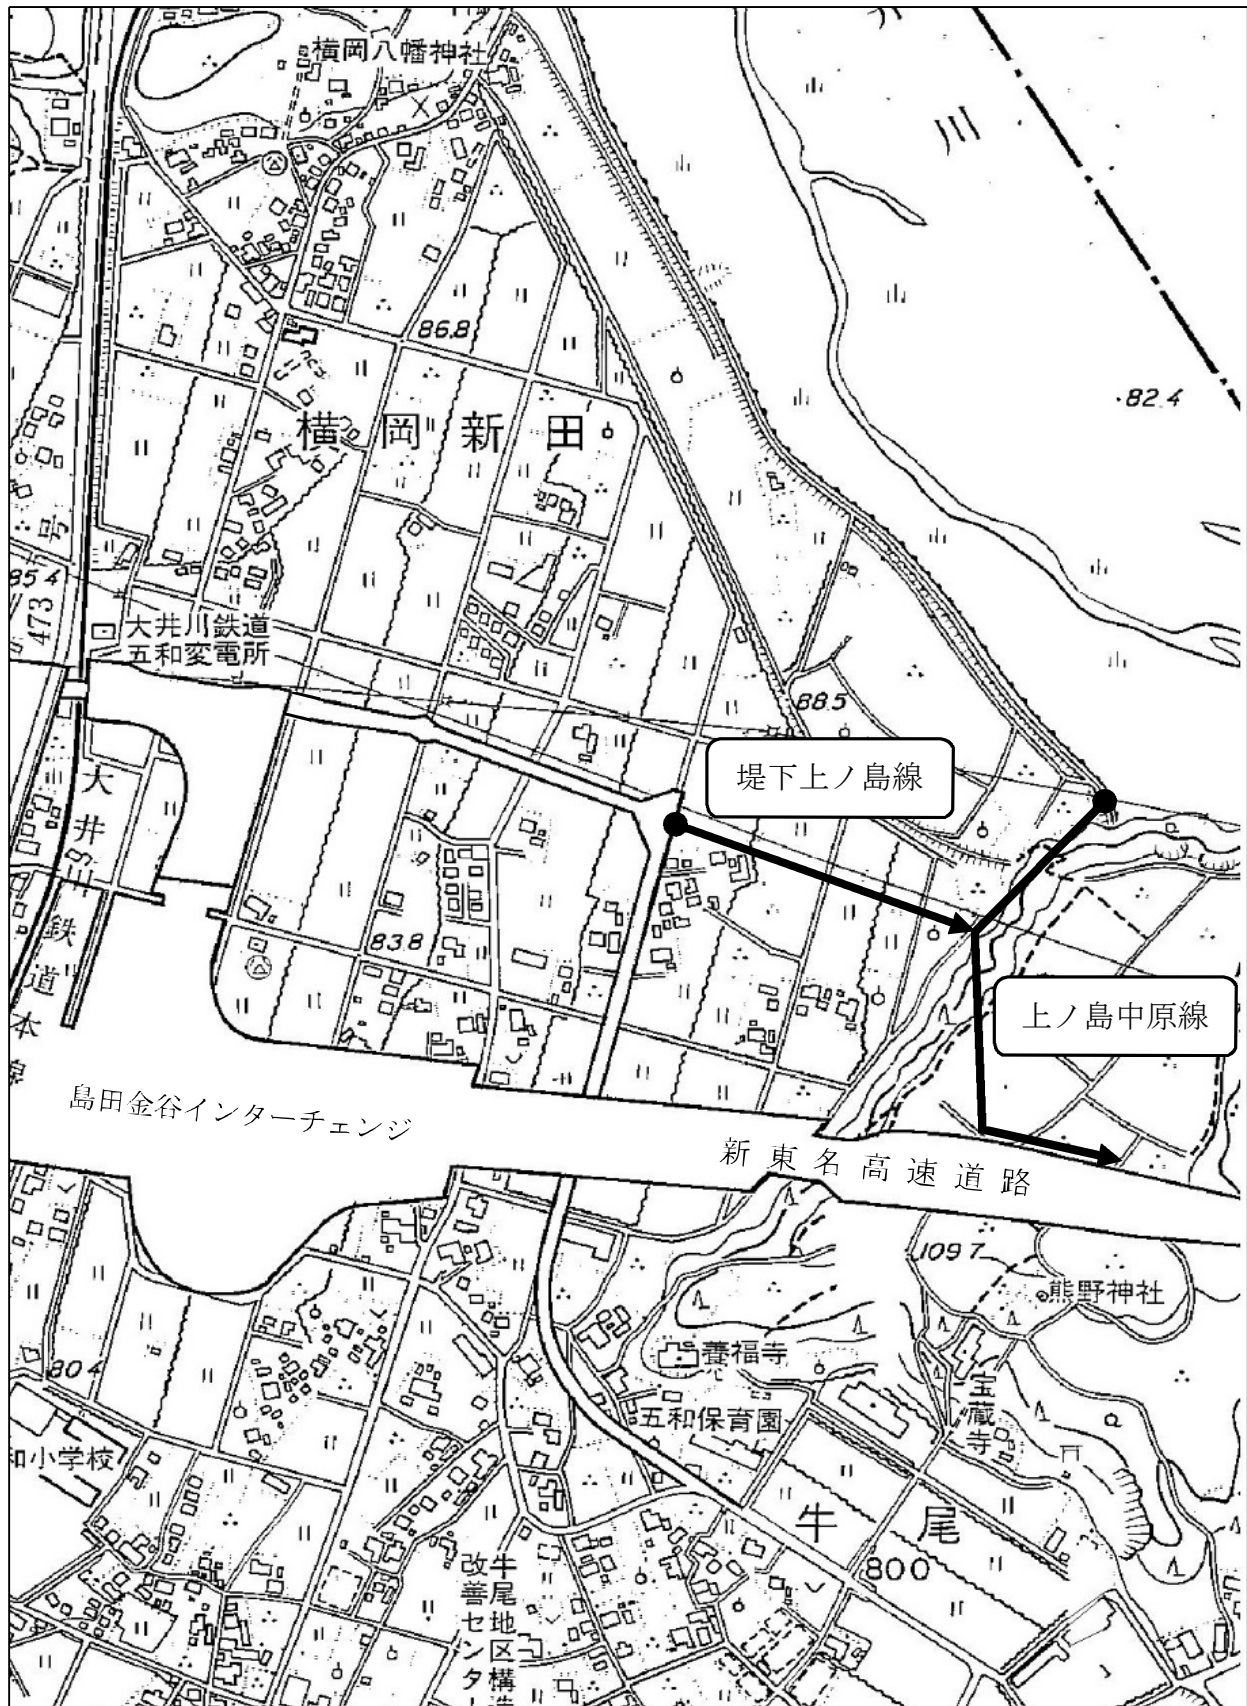 横岡八幡神社
川
86.8
82.4
横岡新田
号
85.4
473
大井川鉄道
五和変電所
88.5
堤下上ノ島線
大井川鉄道本線
83.8
上ノ島中原線
島田金谷インターチェンジ
新東名高速道路
109.7
熊野神社
養福寺
宝蔵寺
80.4
五和保育園
和小学校
牛尾
80.0
牛尾地区構造
改善センター